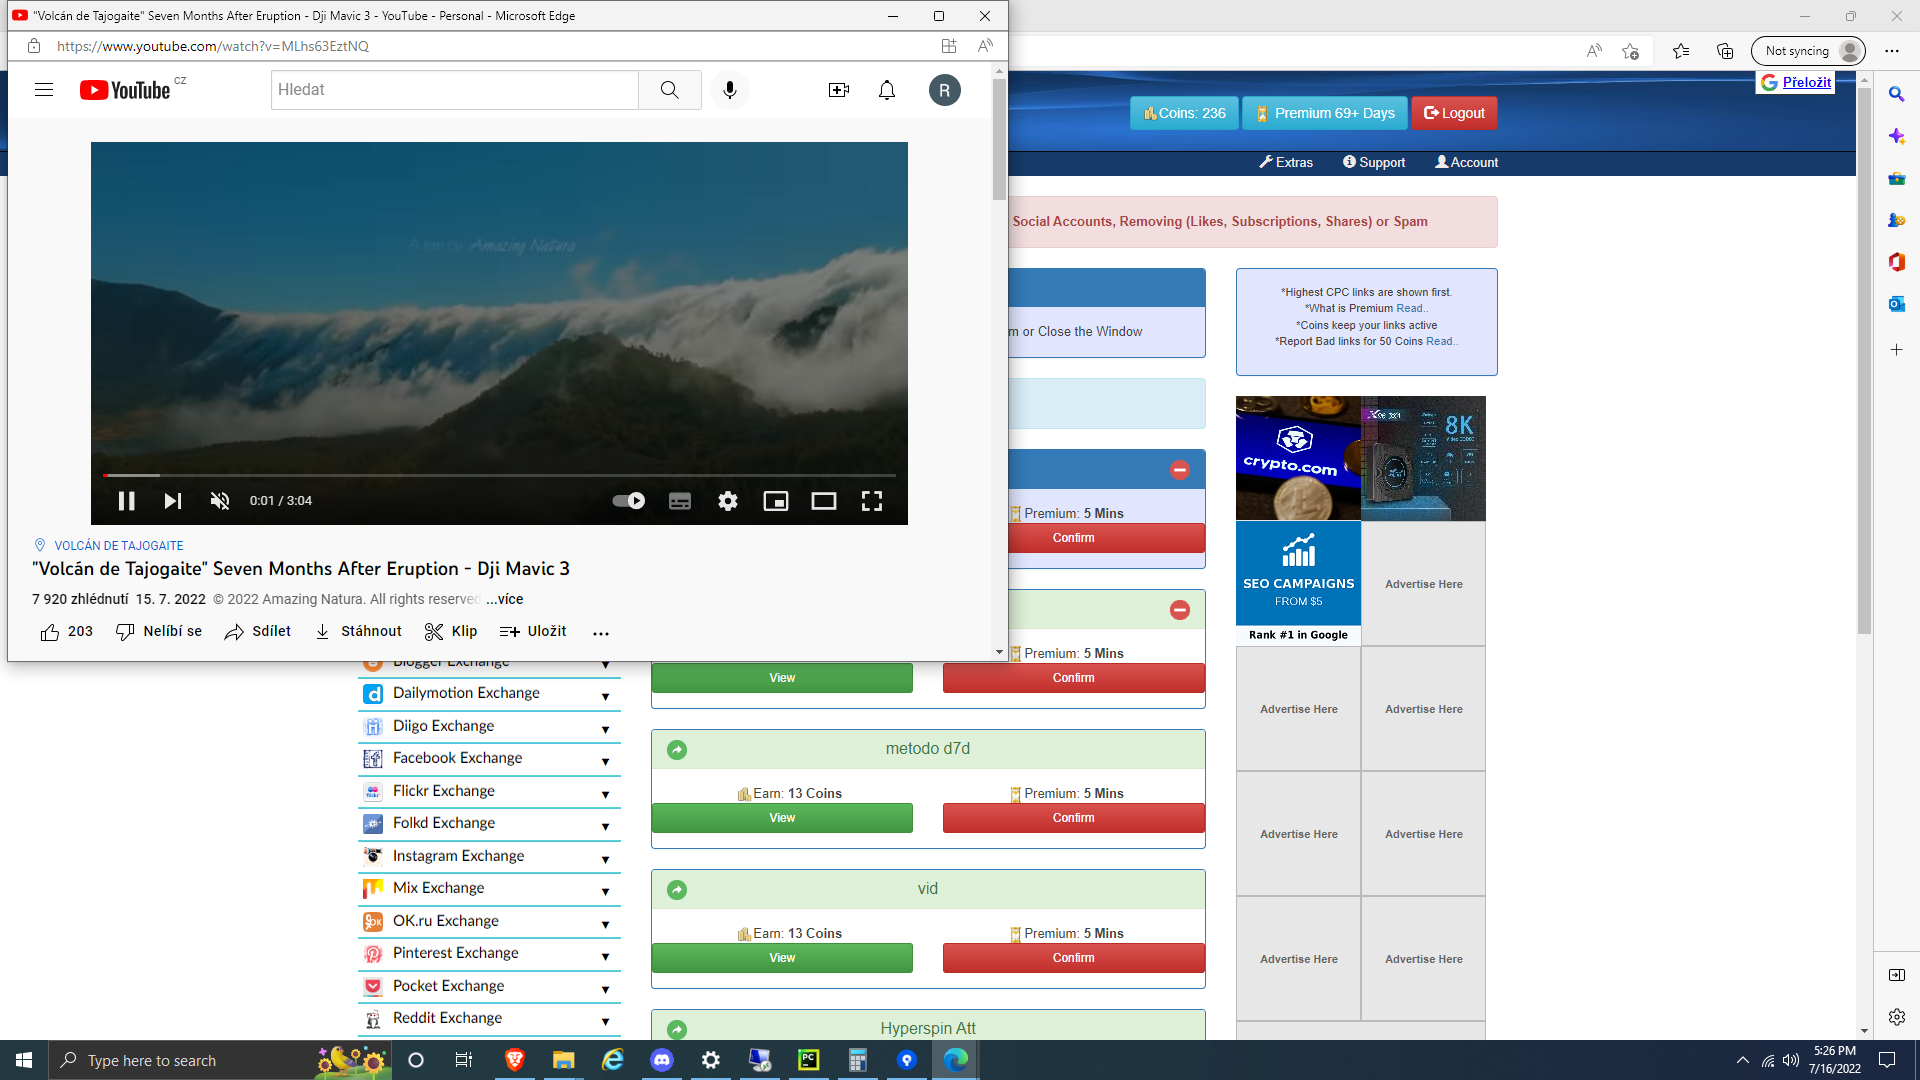 "Volcán de Tajogaite" Seven Months After Eruption - Dji Mavic 3 - YouTube - Personal - Microsoft Edge
https://www.youtube.com/watch?v=MLhs63EztNQ
YouTube CZ
Hledat
R
A film by Amazing Natura
0:01 / 3:04
VOLCÁN DE TAJOGAITE
"Volcán de Tajogaite" Seven Months After Eruption - Dji Mavic 3
7 920 zhlédnutí 15. 7. 2022 © 2022 Amazing Natura. All rights reserved ...více
203 Nelíbí se Sdílet Stáhnout Klip Uložit
Not syncing
Přeložit
Coins: 236 Premium 69+ Days Logout
Extras Support Account
Social Accounts, Removing (Likes, Subscriptions, Shares) or Spam
m or Close the Window
*Highest CPC links are shown first.
*What is Premium Read..
*Coins keep your links active
*Report Bad links for 50 Coins Read..
Premium: 5 Mins
Confirm
Premium: 5 Mins
View Confirm
metodo d7d
Earn: 13 Coins Premium: 5 Mins
View Confirm
vid
Earn: 13 Coins Premium: 5 Mins
View Confirm
Hyperspin Att
Blogger Exchange
Dailymotion Exchange
Diigo Exchange
Facebook Exchange
Flickr Exchange
Folkd Exchange
Instagram Exchange
Mix Exchange
OK.ru Exchange
Pinterest Exchange
Pocket Exchange
Reddit Exchange
crypto.com
8K
SEO CAMPAIGNS
FROM $5
Rank #1 in Google
Advertise Here
Advertise Here Advertise Here
Advertise Here Advertise Here
Advertise Here Advertise Here
Type here to search
5:26 PM
7/16/2022